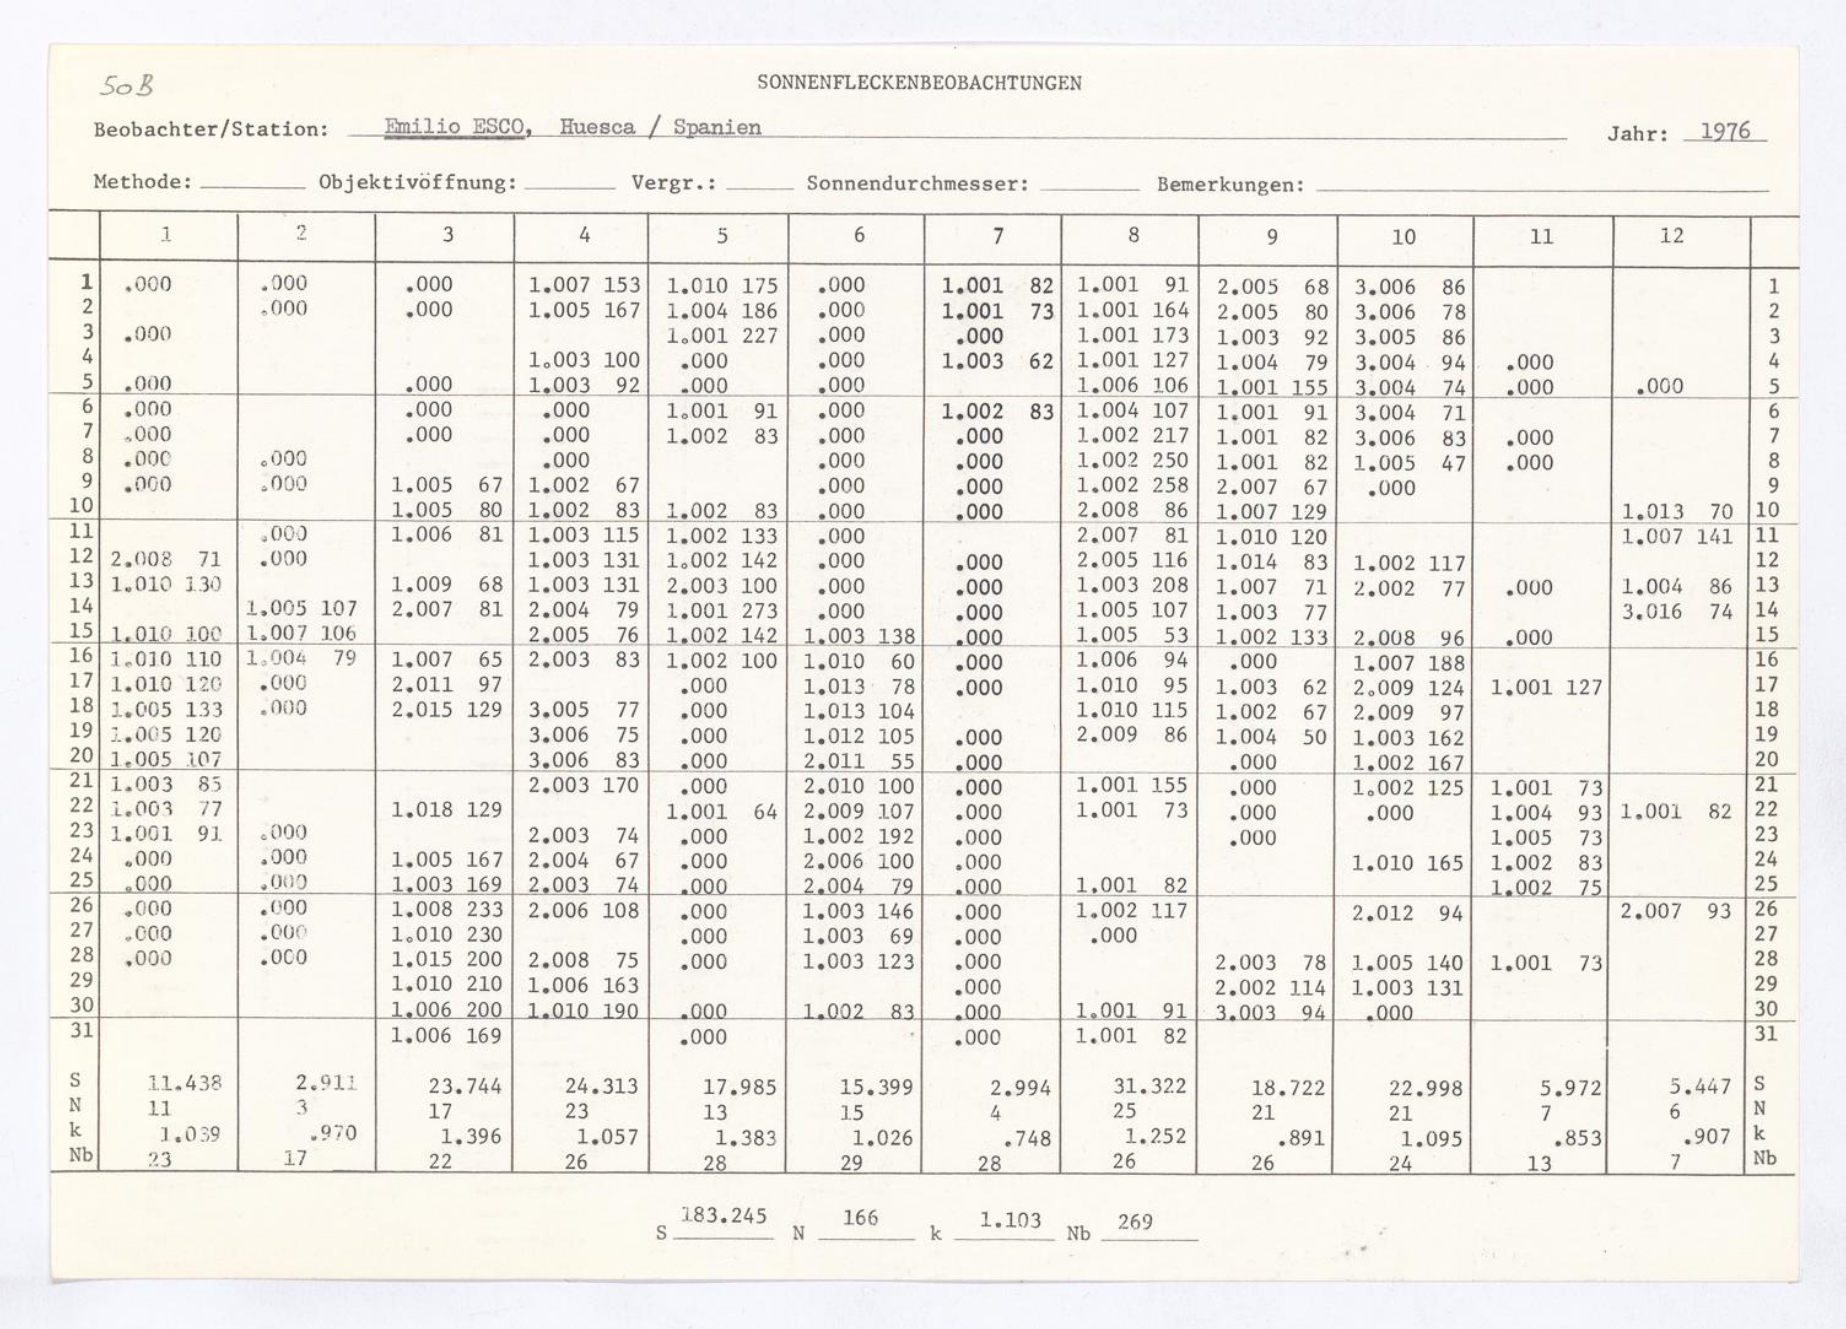 50B
SONNENFLECKENBEOBACHTUNGEN
Beobachter/Station: Emilio ESCO, Huesca / Spanien Jahr: 1976
Methode: Objektivöffnung: Vergr.: Sonnendurchmesser: Bemerkungen:
1 2 3 4 5 6 7 8 9 10 11 12
1 .000 .000 .000 1.007 153 1.010 175 .000 1.001 82 1.001 91 2.005 68 3.006 86 1
2 .000 .000 1.005 167 1.004 186 .000 1.001 73 1.001 164 2.005 80 3.006 78 2
3 .000 1.001 227 .000 .000 1.001 173 1.003 92 3.005 86 3
4 1.003 100 .000 .000 1.003 62 1.001 127 1.004 79 3.004 94 .000 4
5 .000 .000 1.003 92 .000 .000 1.006 106 1.001 155 3.004 74 .000 .000 5
6 .000 .000 .000 1.001 91 .000 1.002 83 1.004 107 1.001 91 3.004 71 6
7 .000 .000 .000 1.002 83 .000 .000 1.002 217 1.001 82 3.006 83 .000 7
8 .000 .000 .000 .000 .000 1.002 250 1.001 82 1.005 47 .000 8
9 .000 .000 1.005 67 1.002 67 .000 .000 1.002 258 2.007 67 .000 9
10 1.005 80 1.002 83 1.002 83 .000 .000 2.008 86 1.007 129 1.013 70 10
11 .000 1.006 81 1.003 115 1.002 133 .000 2.007 81 1.010 120 1.007 141 11
12 2.008 71 .000 1.003 131 1.002 142 .000 .000 2.005 116 1.014 83 1.002 117 12
13 1.010 130 1.009 68 1.003 131 2.003 100 .000 .000 1.003 208 1.007 71 2.002 77 .000 1.004 86 13
14 1.005 107 2.007 81 2.004 79 1.001 273 .000 .000 1.005 107 1.003 77 3.016 74 14
15 1.010 100 1.007 106 2.005 76 1.002 142 1.003 138 .000 1.005 53 1.002 133 2.008 96 .000 15
16 1.010 110 1.004 79 1.007 65 2.003 83 1.002 100 1.010 60 .000 1.006 94 .000 1.007 188 16
17 1.010 120 .000 2.011 97 .000 1.013 78 .000 1.010 95 1.003 62 2.009 124 1.001 127 17
18 1.005 133 .000 2.015 129 3.005 77 .000 1.013 104 1.010 115 1.002 67 2.009 97 18
19 1.005 120 3.006 75 .000 1.012 105 .000 2.009 86 1.004 50 1.003 162 19
20 1.005 107 3.006 83 .000 2.011 55 .000 .000 1.002 167 20
21 1.003 85 2.003 170 .000 2.010 100 .000 1.001 155 .000 1.002 125 1.001 73 21
22 1.003 77 1.018 129 1.001 64 2.009 107 .000 1.001 73 .000 .000 1.004 93 1.001 82 22
23 1.001 91 .000 2.003 74 .000 1.002 192 .000 .000 1.005 73 23
24 .000 .000 1.005 167 2.004 67 .000 2.006 100 .000 1.010 165 1.002 83 24
25 .000 .000 1.003 169 2.003 74 .000 2.004 79 .000 1.001 82 1.002 75 25
26 .000 .000 1.008 233 2.006 108 .000 1.003 146 .000 1.002 117 2.012 94 2.007 93 26
27 .000 .000 1.010 230 .000 1.003 69 .000 .000 27
28 .000 .000 1.015 200 2.008 75 .000 1.003 123 .000 2.003 78 1.005 140 1.001 73 28
29 1.010 210 1.006 163 .000 2.002 114 1.003 131 29
30 1.006 200 1.010 190 .000 1.002 83 .000 1.001 91 3.003 94 .000 30
31 1.006 169 .000 .000 1.001 82 31
S 11.438 2.911 23.744 24.313 17.985 15.399 2.994 31.322 18.722 22.998 5.972 5.447 S
N 11 3 17 23 13 15 4 25 21 21 7 6 N
k 1.039 .970 1.396 1.057 1.383 1.026 .748 1.252 .891 1.095 .853 .907 k
Nb 23 17 22 26 28 29 28 26 26 24 13 7 Nb
S 183.245 N 166 k 1.103 Nb 269